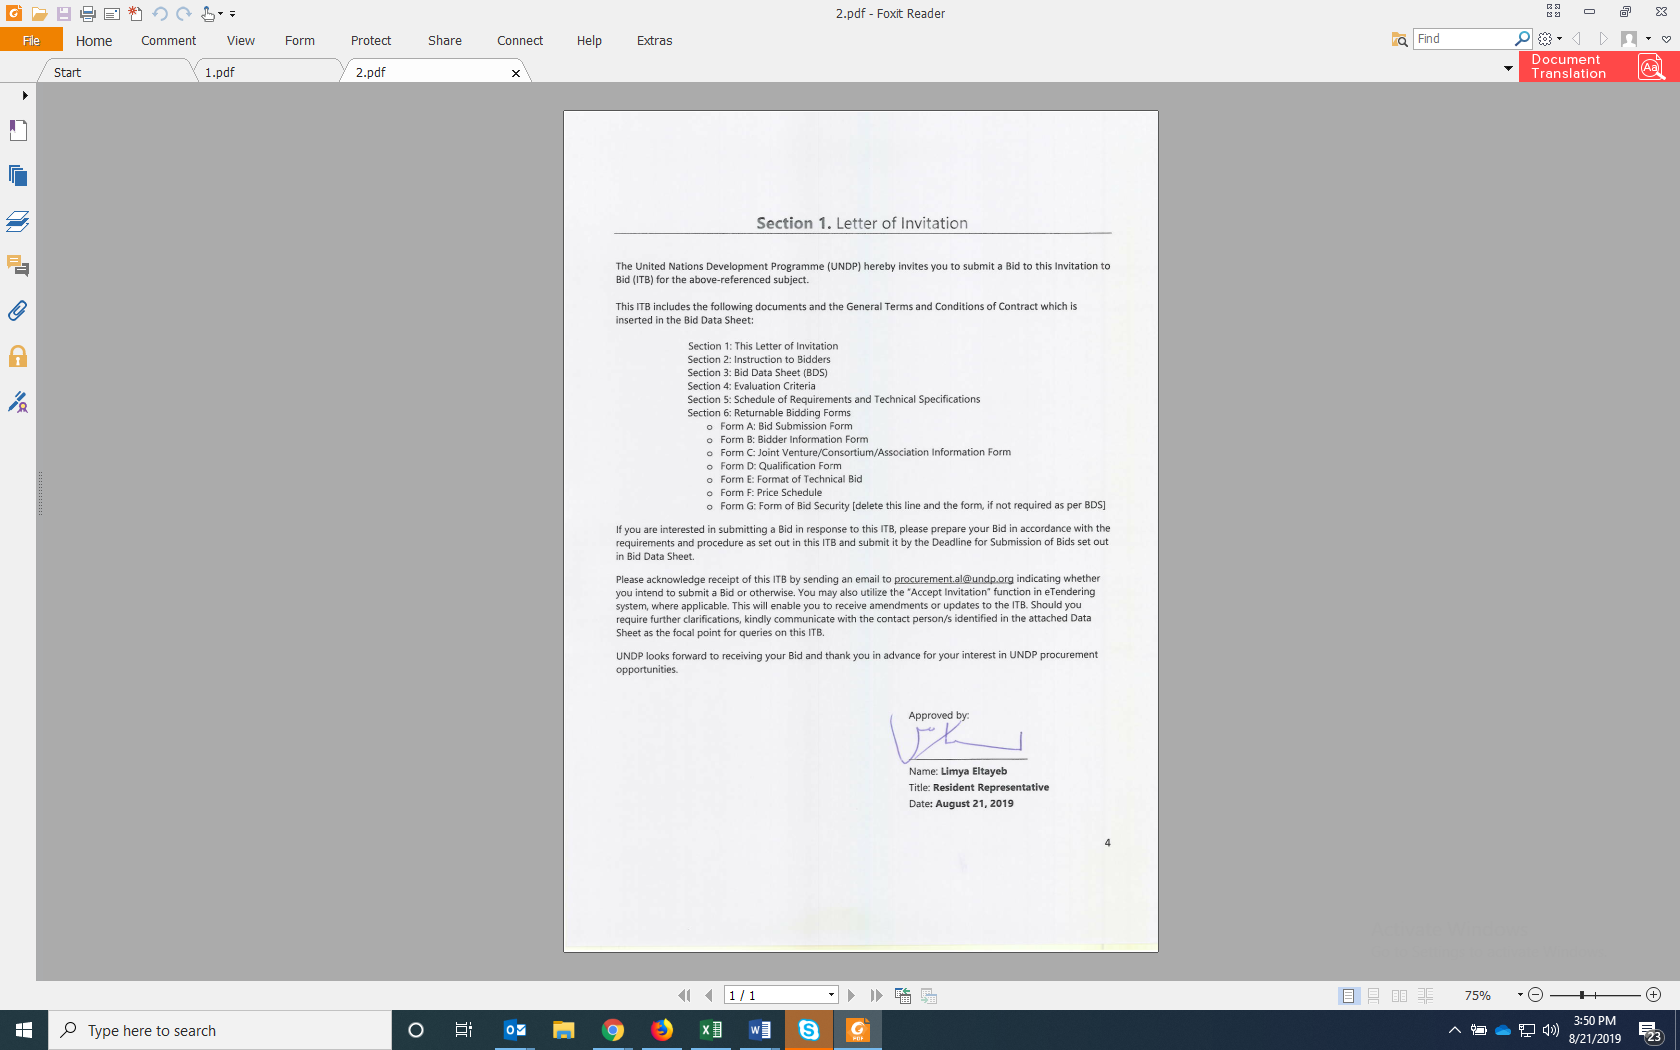 2.pdf - Foxit Reader
File Home Comment View Form Protect Share Connect Help Extras
Find
Start 1.pdf 2.pdf
Document
Translation
Section 1. Letter of Invitation
The United Nations Development Programme (UNDP) hereby invites you to submit a Bid to this Invitation to
Bid (ITB) for the above-referenced subject.
This ITB includes the following documents and the General Terms and Conditions of Contract which is
inserted in the Bid Data Sheet:
Section 1: This Letter of Invitation
Section 2: Instruction to Bidders
Section 3: Bid Data Sheet (BDS)
Section 4: Evaluation Criteria
Section 5: Schedule of Requirements and Technical Specifications
Section 6: Returnable Bidding Forms
o Form A: Bid Submission Form
o Form B: Bidder Information Form
o Form C: Joint Venture/Consortium/Association Information Form
o Form D: Qualification Form
o Form E: Format of Technical Bid
o Form F: Price Schedule
o Form G: Form of Bid Security [delete this line and the form, if not required as per BDS]
If you are interested in submitting a Bid in response to this ITB, please prepare your Bid in accordance with the
requirements and procedure as set out in this ITB and submit it by the Deadline for Submission of Bids set out
in Bid Data Sheet.
Please acknowledge receipt of this ITB by sending an email to procurement.al@undp.org indicating whether
you intend to submit a Bid or otherwise. You may also utilize the "Accept Invitation" function in eTendering
system, where applicable. This will enable you to receive amendments or updates to the ITB. Should you
require further clarifications, kindly communicate with the contact person/s identified in the attached Data
Sheet as the focal point for queries on this ITB.
UNDP looks forward to receiving your Bid and thank you in advance for your interest in UNDP procurement
opportunities.
Approved by:
Name: Limya Eltayeb
Title: Resident Representative
Date: August 21, 2019
4
1 / 1
75%
Type here to search
3:50 PM
8/21/2019
23